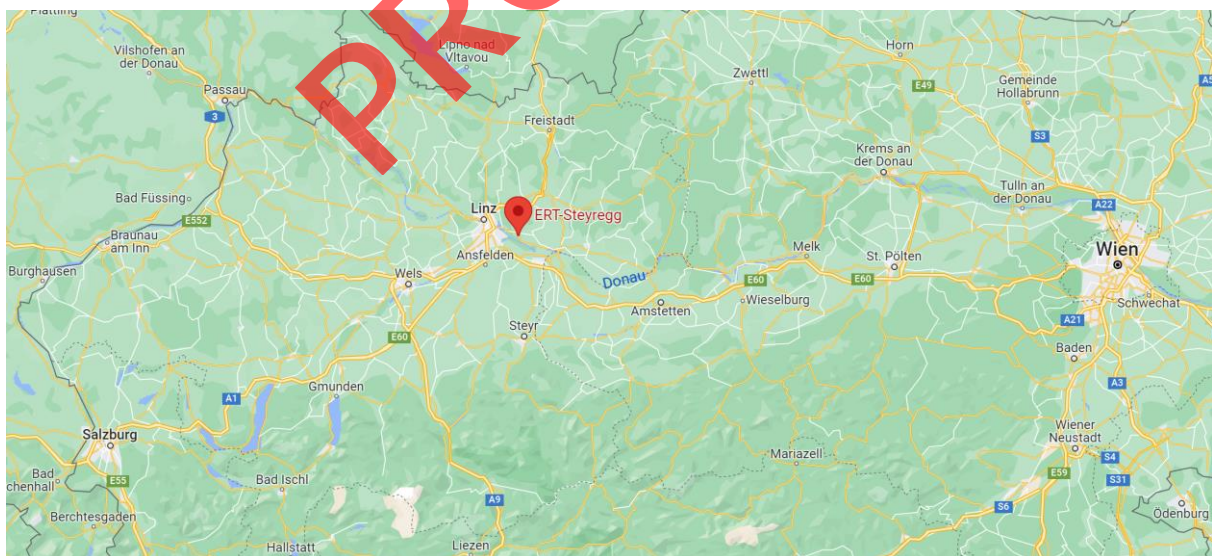 Plattling
Vilshofen an
der Donau
Passau
3
PR
Lipno nad
Vltavou
Freistadt
Zwettl
Horn
E49
Gemeinde
Hollabrunn
S3
Krems an
der Donau
Tulln an
der Donau
A22
Bad Füssing
E552
Braunau
am Inn
Burghausen
Linz
ERT-Steyregg
Ansfelden
Wels
Donau
Melk
St. Pölten
E60
E60
Wien
Schwechat
Amstetten
Wieselburg
A21
Steyr
E60
Baden
Gmunden
A1
A3
Salzburg
Wiener
Neustadt
Mariazell
S4
E59
S31
Bad
chenhall
E55
Bad Ischl
A9
S6
Ödenburg
Berchtesgaden
Hallstatt
Liezen